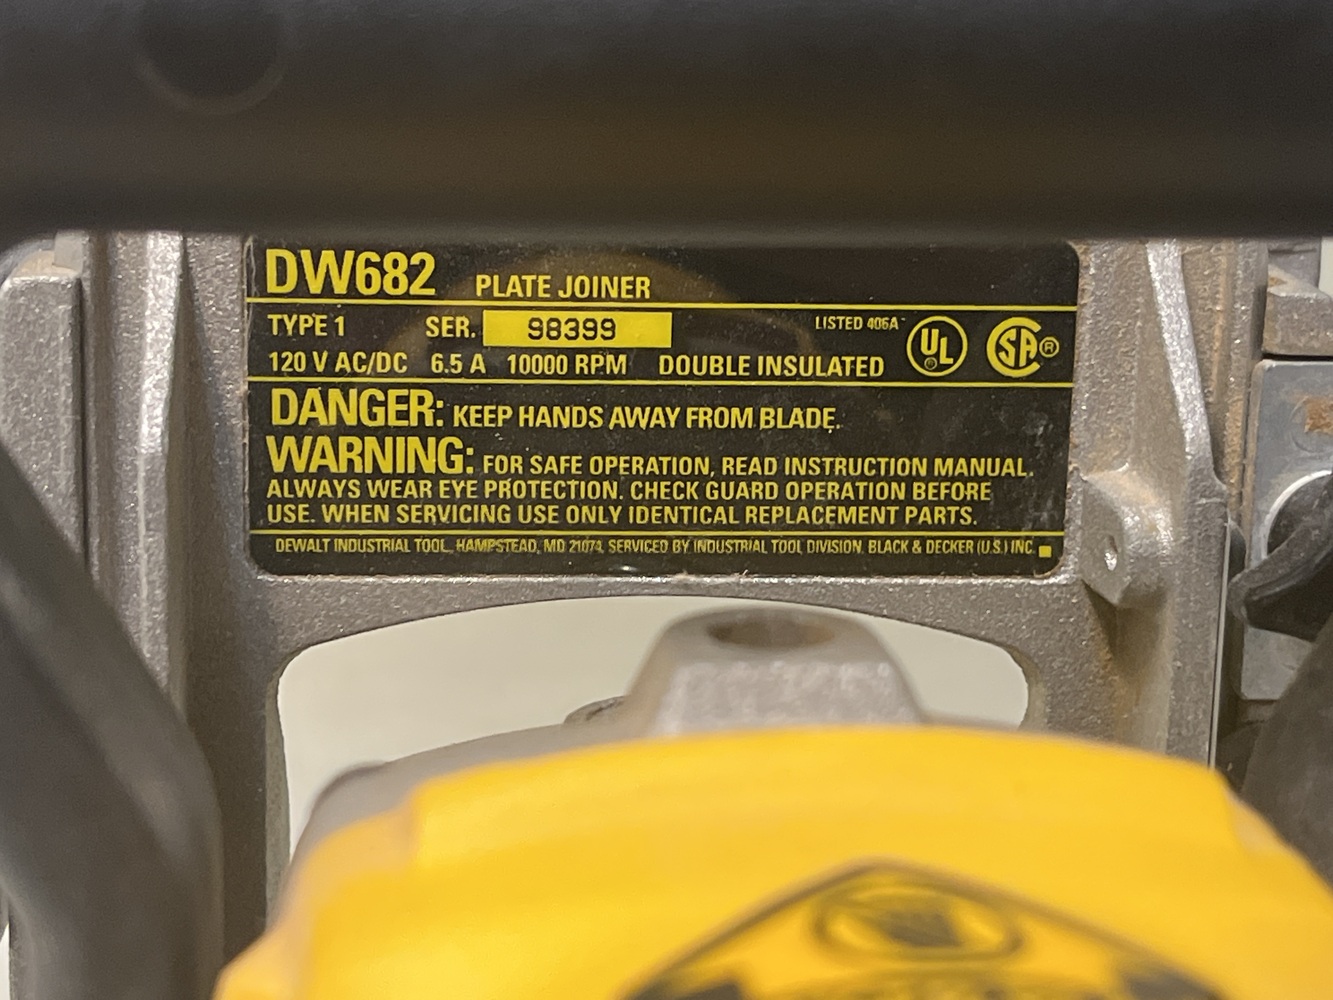 DW682 PLATE JOINER
TYPE 1 SER. 98399 LISTED 406A UL ®
120 V AC/DC 6.5 A 10000 RPM DOUBLE INSULATED SA ®
DANGER: KEEP HANDS AWAY FROM BLADE.
WARNING: FOR SAFE OPERATION, READ INSTRUCTION MANUAL.
ALWAYS WEAR EYE PROTECTION. CHECK GUARD OPERATION BEFORE
USE. WHEN SERVICING USE ONLY IDENTICAL REPLACEMENT PARTS.
DEWALT INDUSTRIAL TOOL, HAMPSTEAD, MD 21074, SERVICED BY INDUSTRIAL TOOL DIVISION, BLACK & DECKER (U.S.) INC.